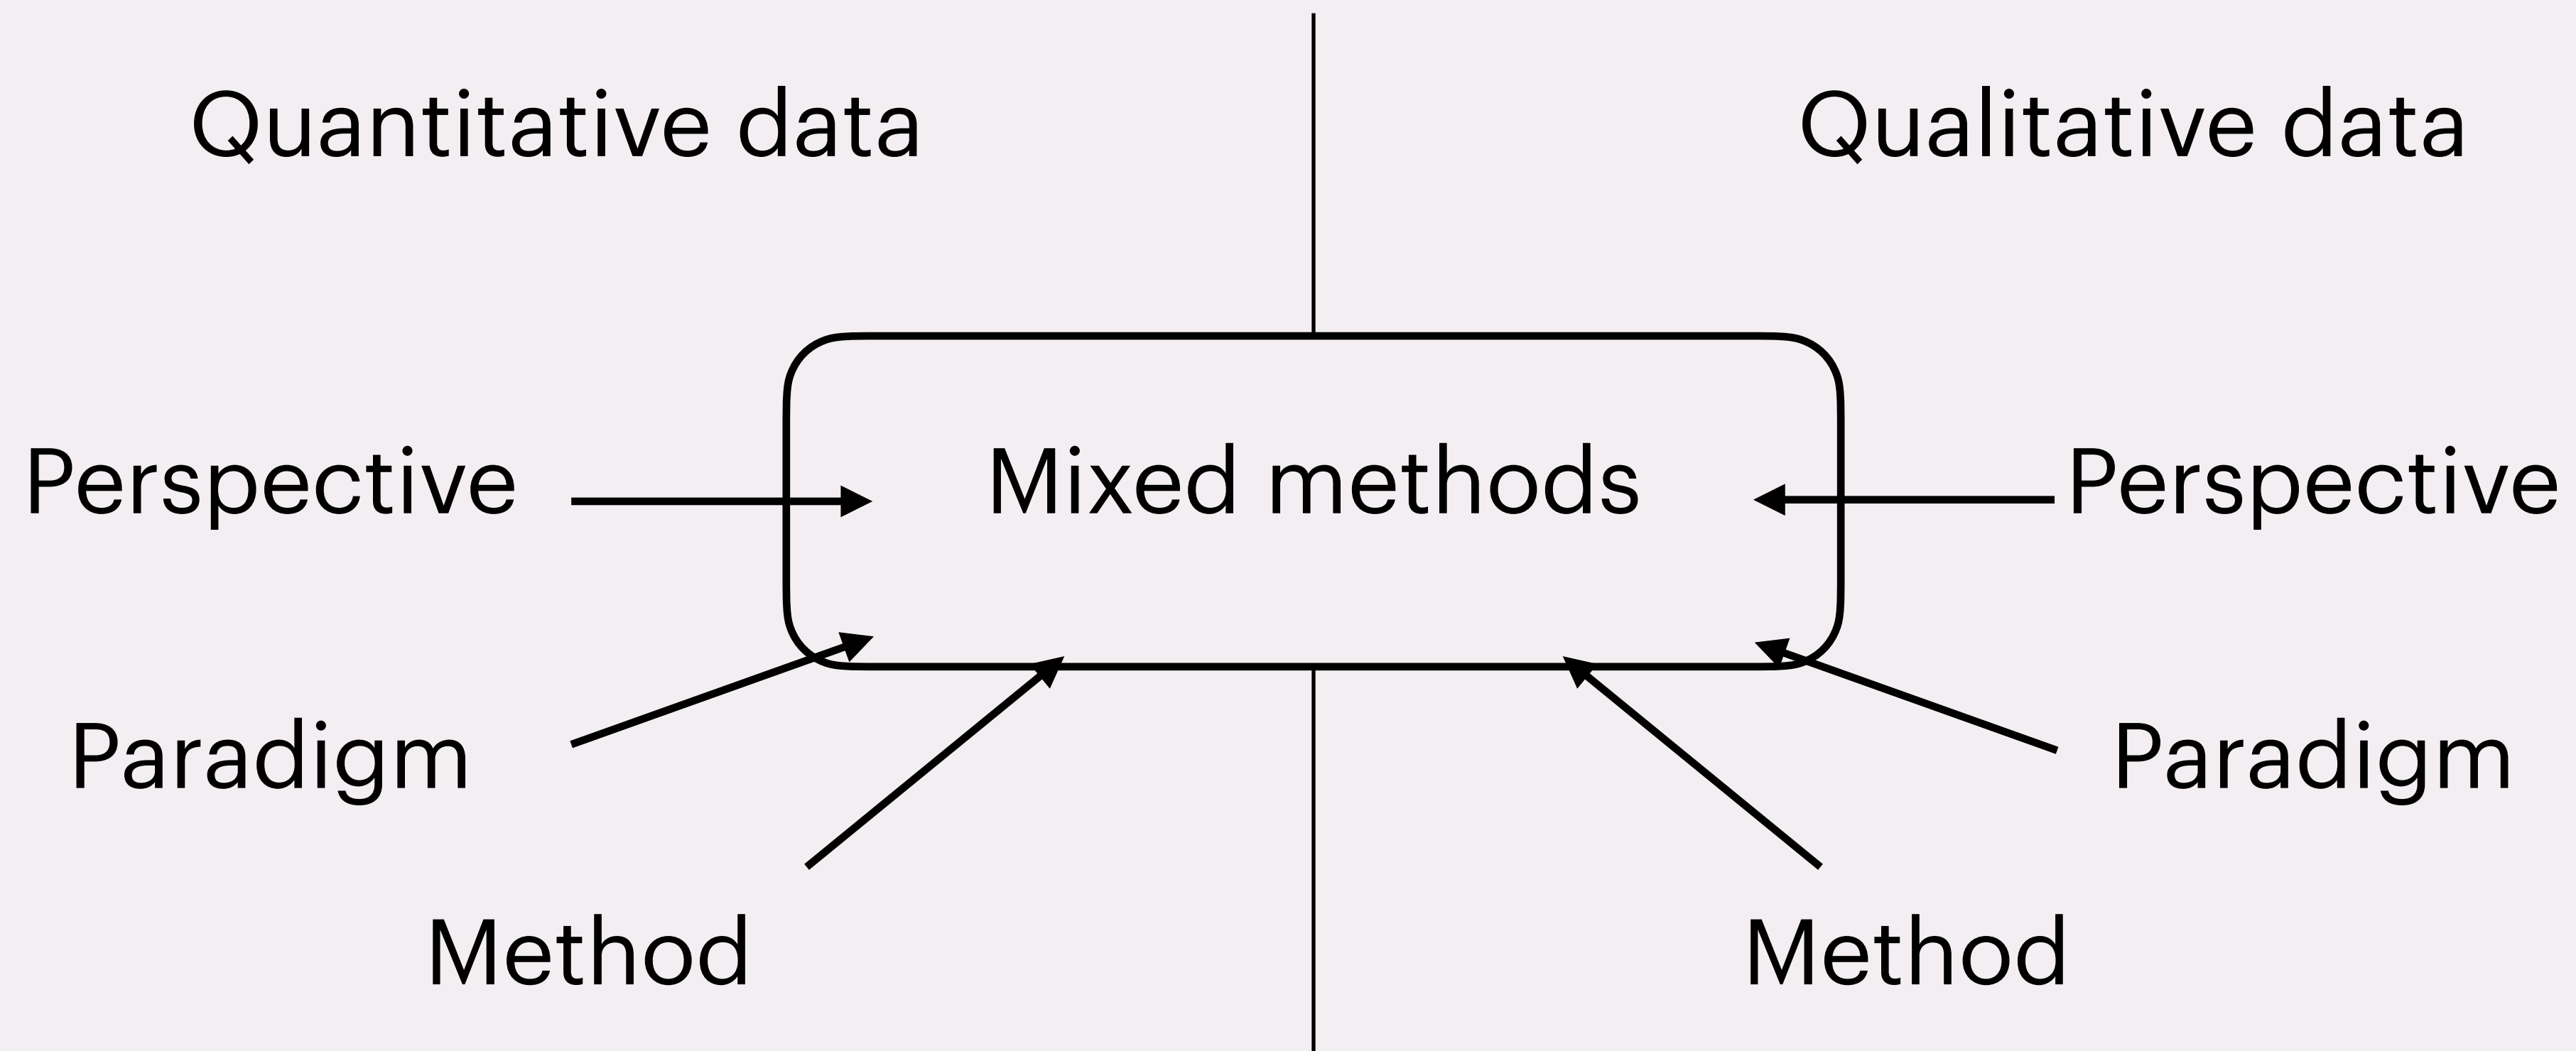 Quantitative data
Qualitative data
Perspective
Mixed methods
Perspective
Paradigm
Paradigm
Method
Method